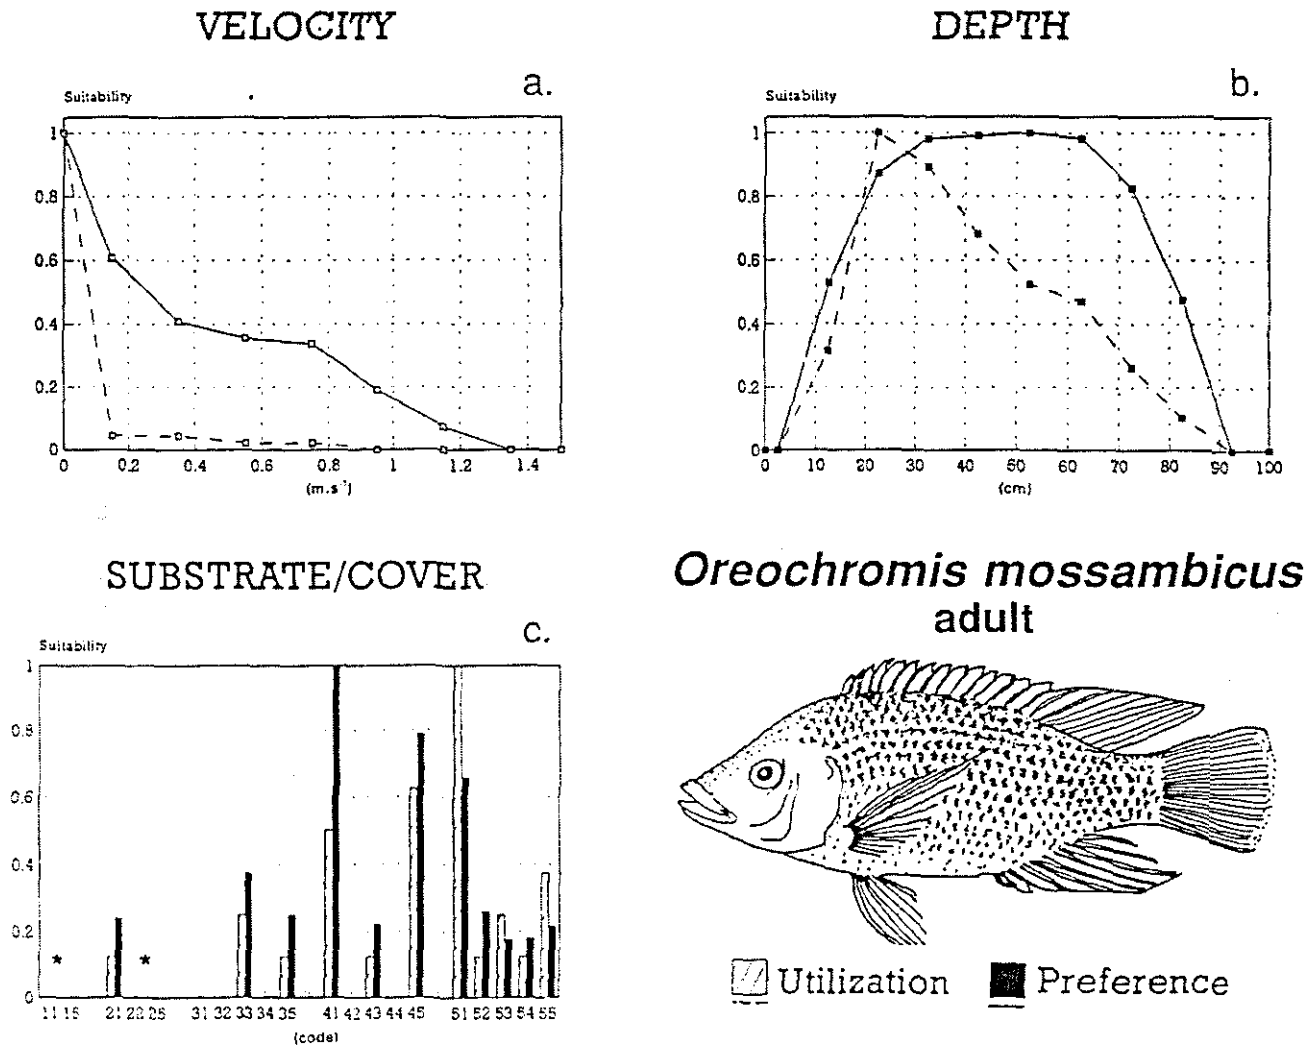 VELOCITY
a.
Suitability
1
0.8
0.6
0.4
0.2
0
0 0.2 0.4 0.6 0.8 1 1.2 1.4
(m.s⁻¹)
DEPTH
b.
Suitability
1
0.8
0.6
0.4
0.2
0
0 10 20 30 40 50 60 70 80 90 100
(cm)
SUBSTRATE/COVER
c.
Suitability
1
0.8
0.6
0.4
0.2
0
* *
11 15 21 22 25 31 32 33 34 35 41 42 43 44 45 51 52 53 54 55
(code)
Oreochromis mossambicus
adult
Utilization Preference